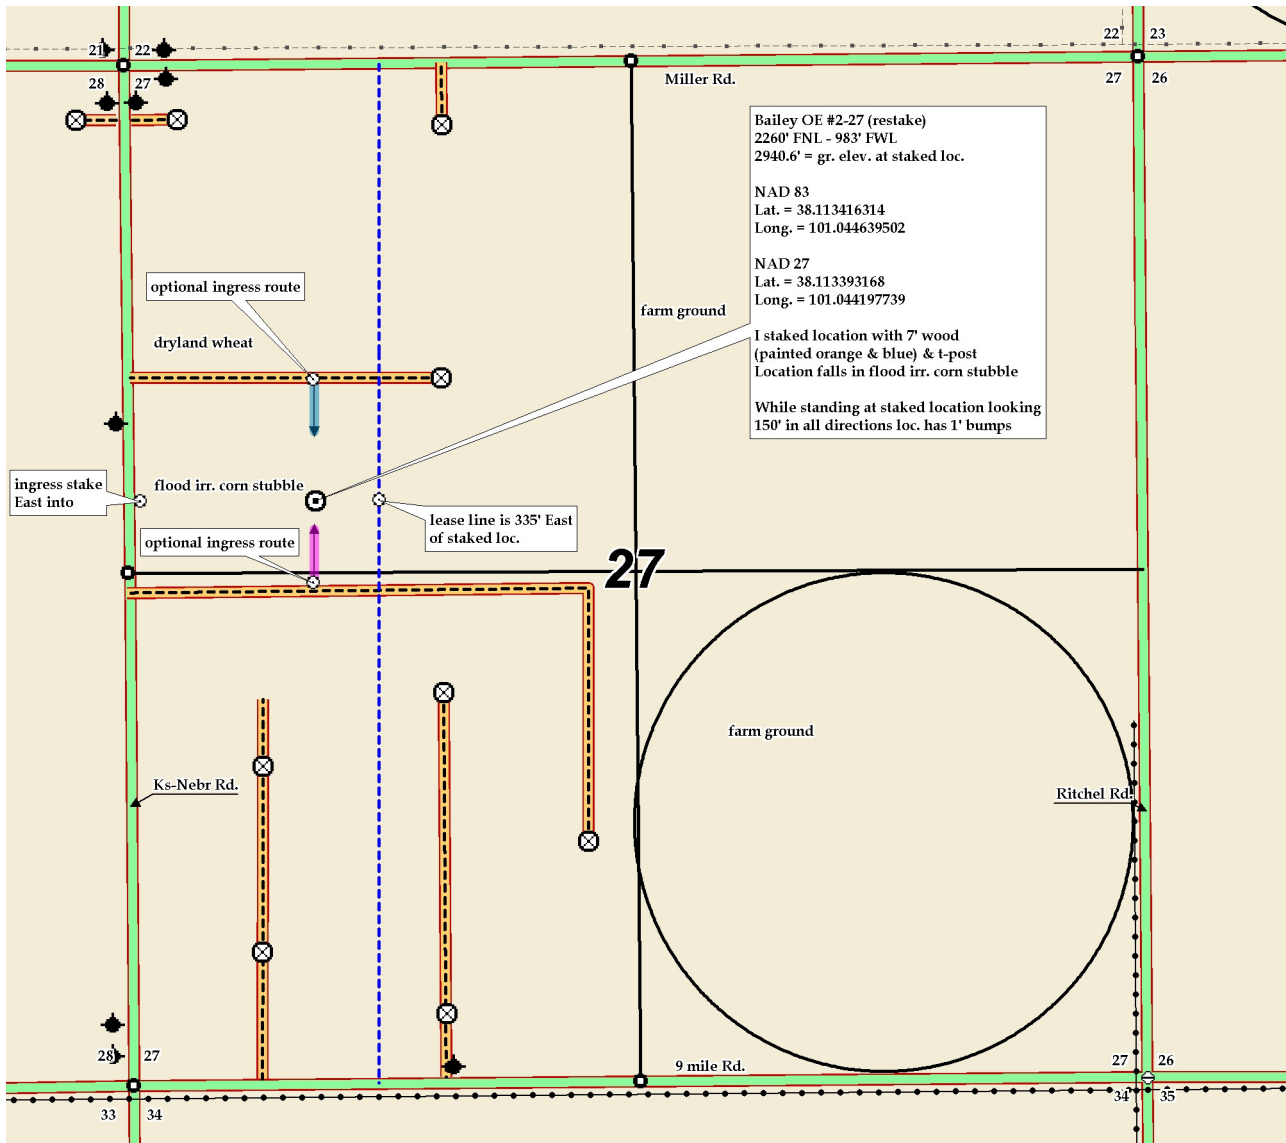 21 22
22 23
28 27
27 26
Miller Rd.
Bailey OE #2-27 (restake)
2260' FNL - 983' FWL
2940.6' = gr. elev. at staked loc.
NAD 83
Lat. = 38.113416314
Long. = 101.044639502
NAD 27
Lat. = 38.113393168
Long. = 101.044197739
I staked location with 7' wood
(painted orange & blue) & t-post
Location falls in flood irr. corn stubble
While standing at staked location looking
150' in all directions loc. has 1' bumps
optional ingress route
farm ground
dryland wheat
ingress stake
East into
flood irr. corn stubble
lease line is 335' East
of staked loc.
optional ingress route
27
farm ground
Ks-Nebr Rd.
Ritchel Rd.
28 27
9 mile Rd.
27 26
33 34
34 35